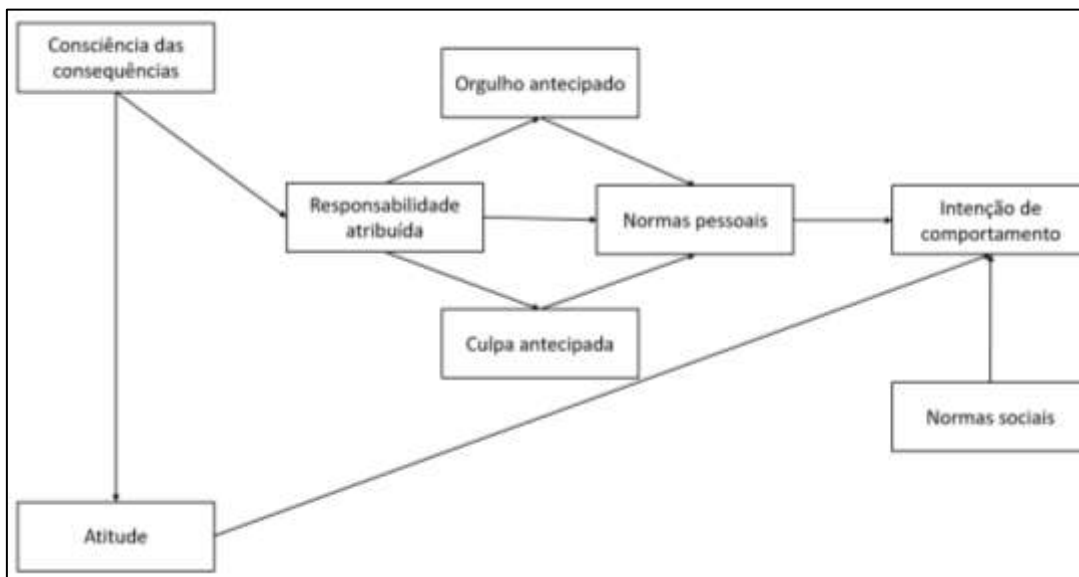 Consciência das
consequências
Orgulho antecipado
Responsabilidade
atribuída
Normas pessoais
Intenção de
comportamento
Culpa antecipada
Normas sociais
Atitude